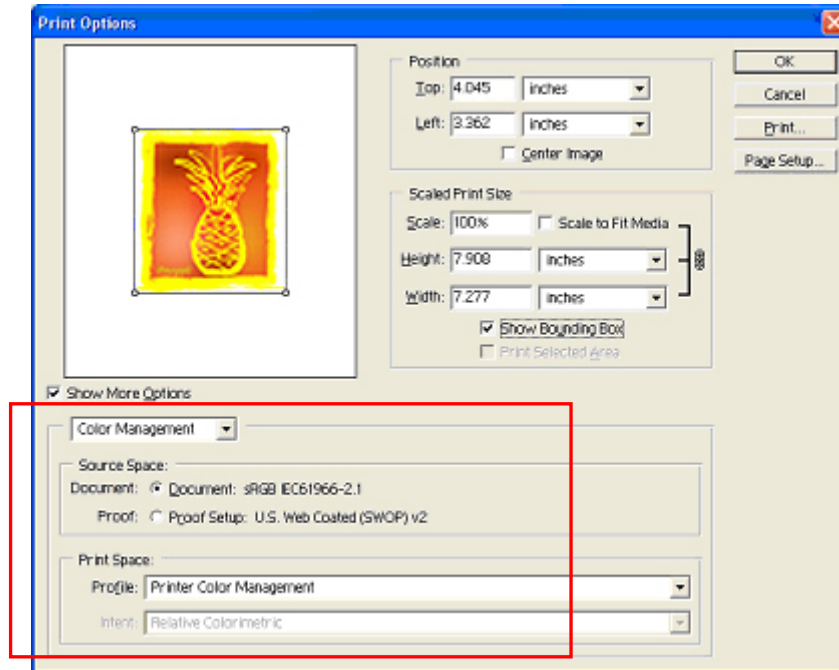 Print Options
Position
Top: 4.045 inches
Left: 3.362 inches
Center Image
OK
Cancel
Print...
Page Setup...
Scaled Print Size
Scale: 100% Scale to Fit Media
Height: 7.908 inches
Width: 7.277 inches
Show Bounding Box
Print Selected Area
Show More Options
Color Management
Source Space:
Document: Document: sRGB IEC61966-2.1
Proof: Proof Setup: U.S. Web Coated (SWOP) v2
Print Space:
Profile: Printer Color Management
Intent: Relative Colorimetric